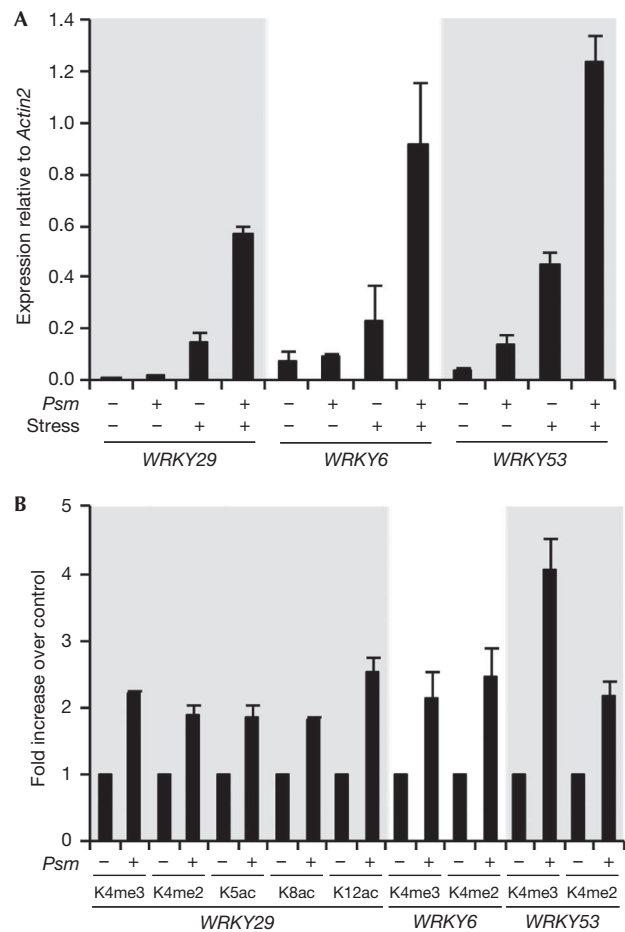 A
Expression relative to Actin2
1.4
1.2
1.0
0.8
0.6
0.4
0.2
0.0
Psm – + – + – + – + – + – +
Stress – – + + – – + + – – + +
WRKY29 WRKY6 WRKY53
B
Fold increase over control
5
4
3
2
1
0
Psm – + – + – + – + – + – + – + – + – +
K4me3 K4me2 K5ac K8ac K12ac K4me3 K4me2 K4me3 K4me2
WRKY29 WRKY6 WRKY53